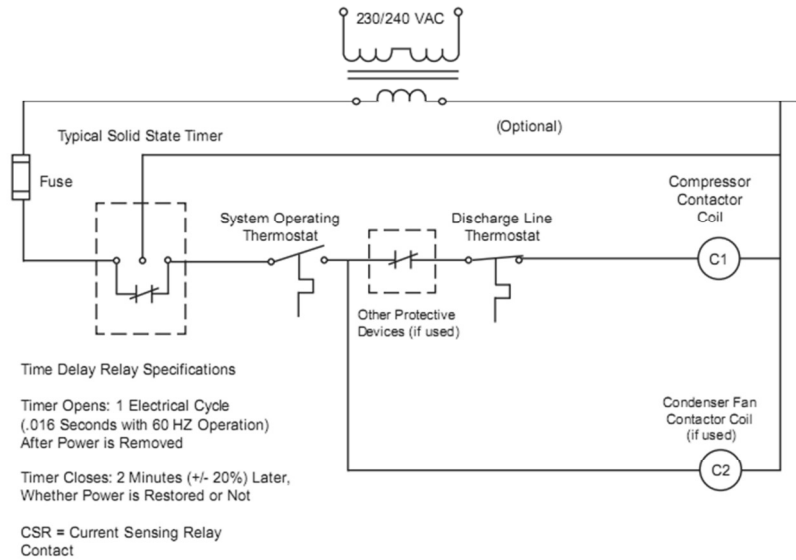 230/240 VAC
(Optional)
Typical Solid State Timer
Fuse
Compressor
Contactor
Coil
System Operating
Thermostat
Discharge Line
Thermostat
C1
Other Protective
Devices (if used)
Time Delay Relay Specifications
Timer Opens: 1 Electrical Cycle
(.016 Seconds with 60 HZ Operation)
After Power is Removed
Timer Closes: 2 Minutes (+/- 20%) Later,
Whether Power is Restored or Not
CSR = Current Sensing Relay
Contact
Condenser Fan
Contactor Coil
(if used)
C2